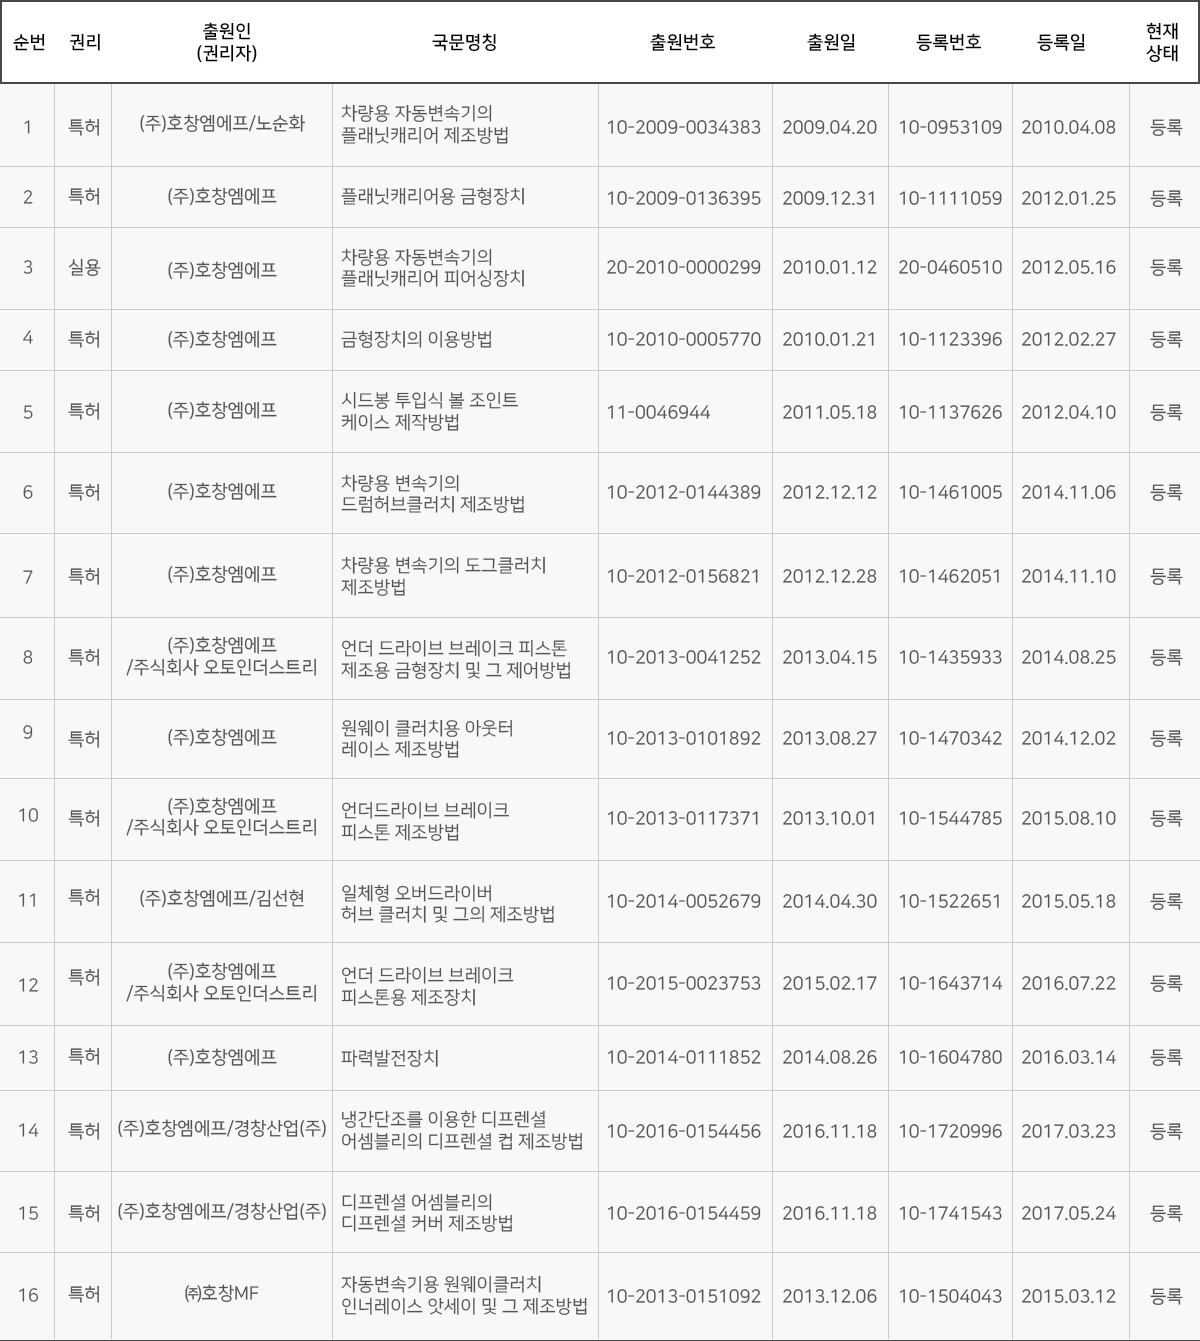 순번 권리 출원인 (권리자) 국문명칭 출원번호 출원일 등록번호 등록일 현재 상태
1 특허 (주)호창엠에프/노순화 차량용 자동변속기의 플래닛캐리어 제조방법 10-2009-0034383 2009.04.20 10-0953109 2010.04.08 등록
2 특허 (주)호창엠에프 플래닛캐리어용 금형장치 10-2009-0136395 2009.12.31 10-1111059 2012.01.25 등록
3 실용 (주)호창엠에프 차량용 자동변속기의 플래닛캐리어 피어싱장치 20-2010-0000299 2010.01.12 20-0460510 2012.05.16 등록
4 특허 (주)호창엠에프 금형장치의 이용방법 10-2010-0005770 2010.01.21 10-1123396 2012.02.27 등록
5 특허 (주)호창엠에프 시드봉 투입식 볼 조인트 케이스 제작방법 11-0046944 2011.05.18 10-1137626 2012.04.10 등록
6 특허 (주)호창엠에프 차량용 변속기의 드럼허브클러치 제조방법 10-2012-0144389 2012.12.12 10-1461005 2014.11.06 등록
7 특허 (주)호창엠에프 차량용 변속기의 도그클러치 제조방법 10-2012-0156821 2012.12.28 10-1462051 2014.11.10 등록
8 특허 (주)호창엠에프 /주식회사 오토인더스트리 언더 드라이브 브레이크 피스톤 제조용 금형장치 및 그 제어방법 10-2013-0041252 2013.04.15 10-1435933 2014.08.25 등록
9 특허 (주)호창엠에프 원웨이 클러치용 아웃터 레이스 제조방법 10-2013-0101892 2013.08.27 10-1470342 2014.12.02 등록
10 특허 (주)호창엠에프 /주식회사 오토인더스트리 언더드라이브 브레이크 피스톤 제조방법 10-2013-0117371 2013.10.01 10-1544785 2015.08.10 등록
11 특허 (주)호창엠에프/김선현 일체형 오버드라이버 허브 클러치 및 그의 제조방법 10-2014-0052679 2014.04.30 10-1522651 2015.05.18 등록
12 특허 (주)호창엠에프 /주식회사 오토인더스트리 언더 드라이브 브레이크 피스톤용 제조장치 10-2015-0023753 2015.02.17 10-1643714 2016.07.22 등록
13 특허 (주)호창엠에프 파력발전장치 10-2014-0111852 2014.08.26 10-1604780 2016.03.14 등록
14 특허 (주)호창엠에프/경창산업(주) 냉간단조를 이용한 디프렌셜 어셈블리의 디프렌셜 컵 제조방법 10-2016-0154456 2016.11.18 10-1720996 2017.03.23 등록
15 특허 (주)호창엠에프/경창산업(주) 디프렌셜 어셈블리의 디프렌셜 커버 제조방법 10-2016-0154459 2016.11.18 10-1741543 2017.05.24 등록
16 특허 ㈜호창MF 자동변속기용 원웨이클러치 인너레이스 앗세이 및 그 제조방법 10-2013-0151092 2013.12.06 10-1504043 2015.03.12 등록